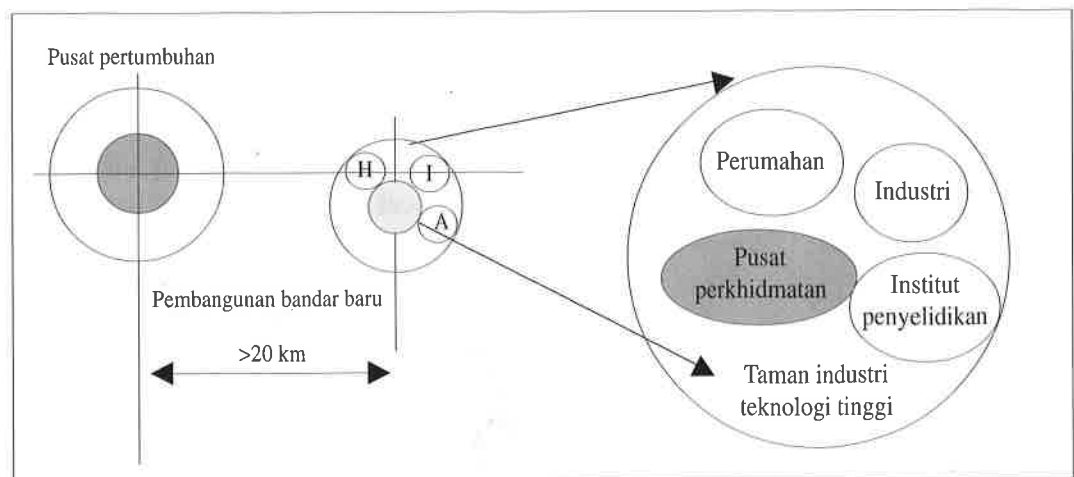 Pusat pertumbuhan
H
I
A
Pembangunan bandar baru
>20 km
Perumahan
Industri
Pusat
perkhidmatan
Institut
penyelidikan
Taman industri
teknologi tinggi